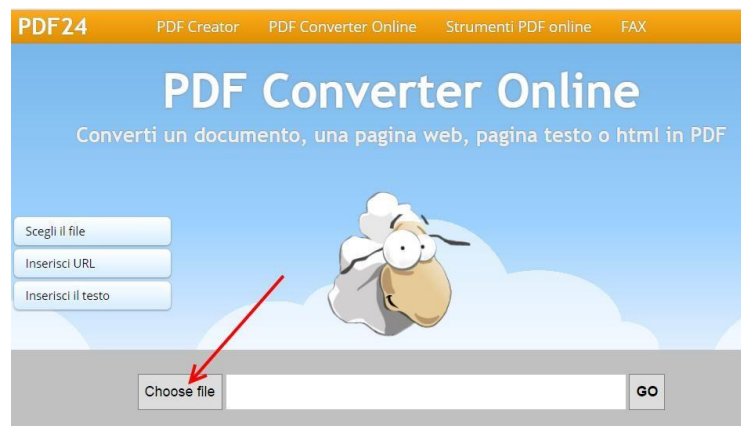 PDF24 PDF Creator PDF Converter Online Strumenti PDF online FAX
PDF Converter Online
Converti un documento, una pagina web, pagina testo o html in PDF
Scegli il file
Inserisci URL
Inserisci il testo
Choose file GO